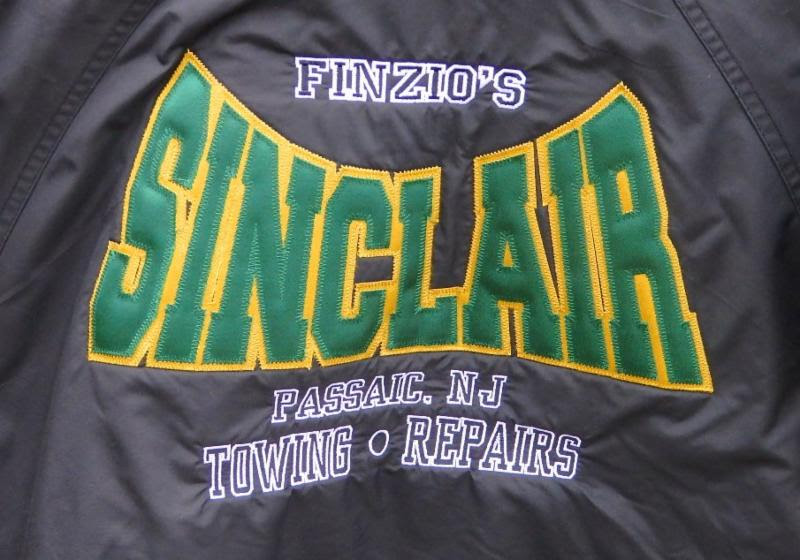 FINZIO'S
SINCLAIR
PASSAIC, NJ
TOWING • REPAIRS